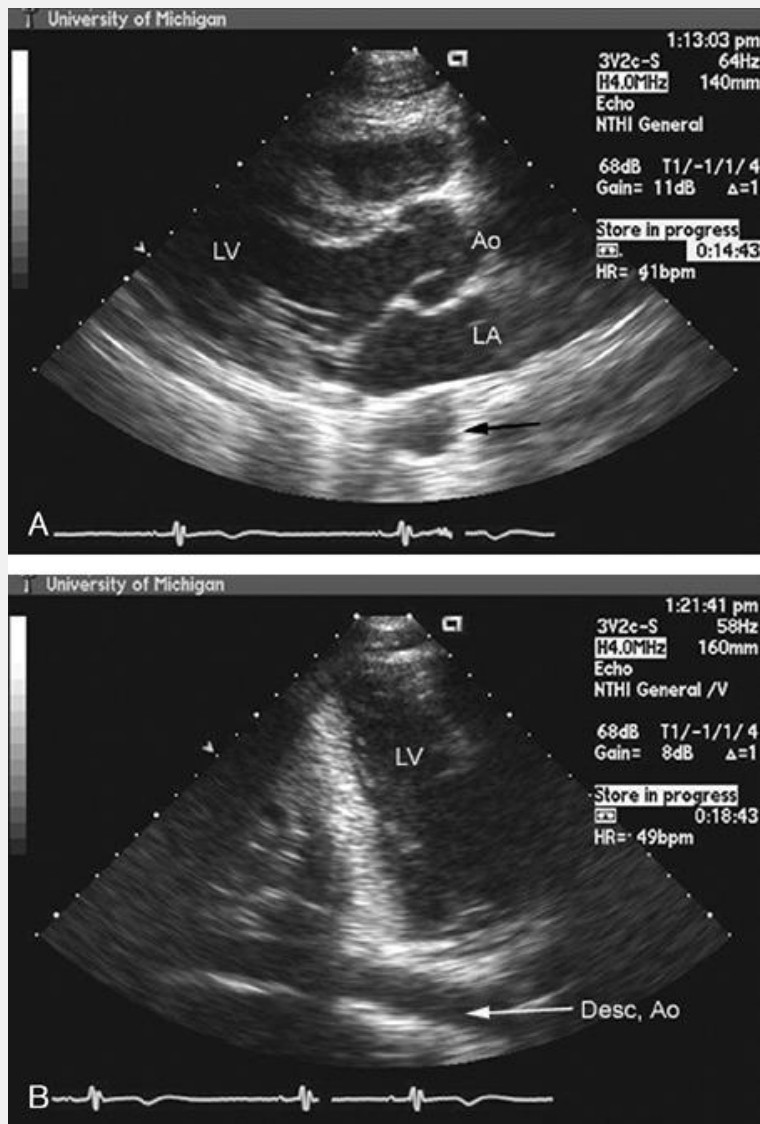 University of Michigan
1:13:03 pm
3V2c-S 64Hz
H4.0MHz 140mm
Echo
NTHI General
68dB T1/-1/1/4
Gain= 11dB Δ=1
Store in progress
0:14:43
HR= 41bpm
LV
Ao
LA
A
University of Michigan
1:21:41 pm
3V2c-S 58Hz
H4.0MHz 160mm
Echo
NTHI General /V
68dB T1/-1/1/4
Gain= 8dB Δ=1
Store in progress
0:18:43
HR= 49bpm
LV
Desc, Ao
B